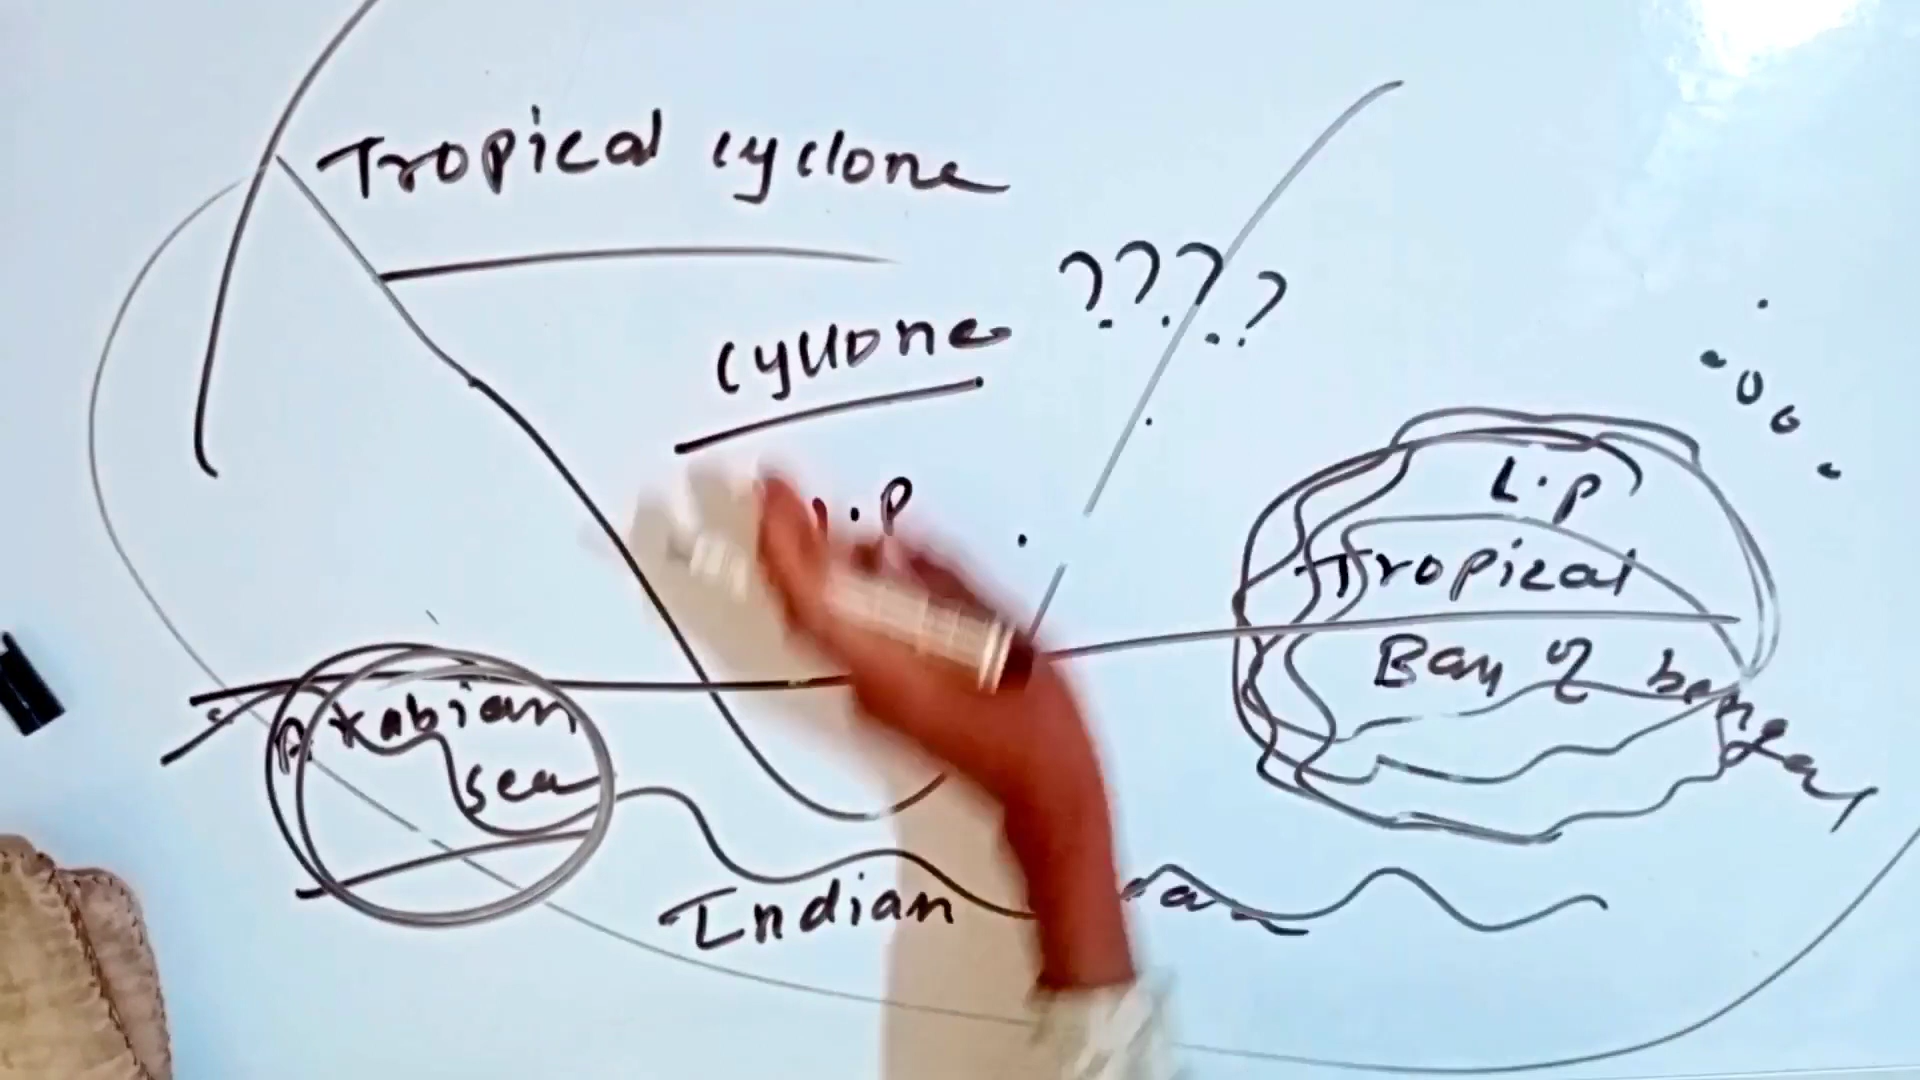 Tropical cyclone
cyclone ????
L.P
Tropical
Bay of bengal
Arabian
sea
Indian